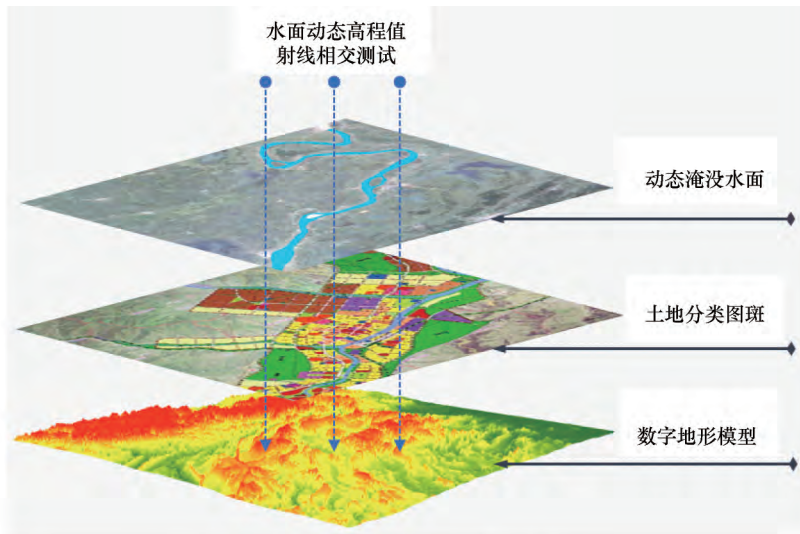 水面动态高程值
射线相交测试
动态淹没水面
土地分类图斑
数字地形模型